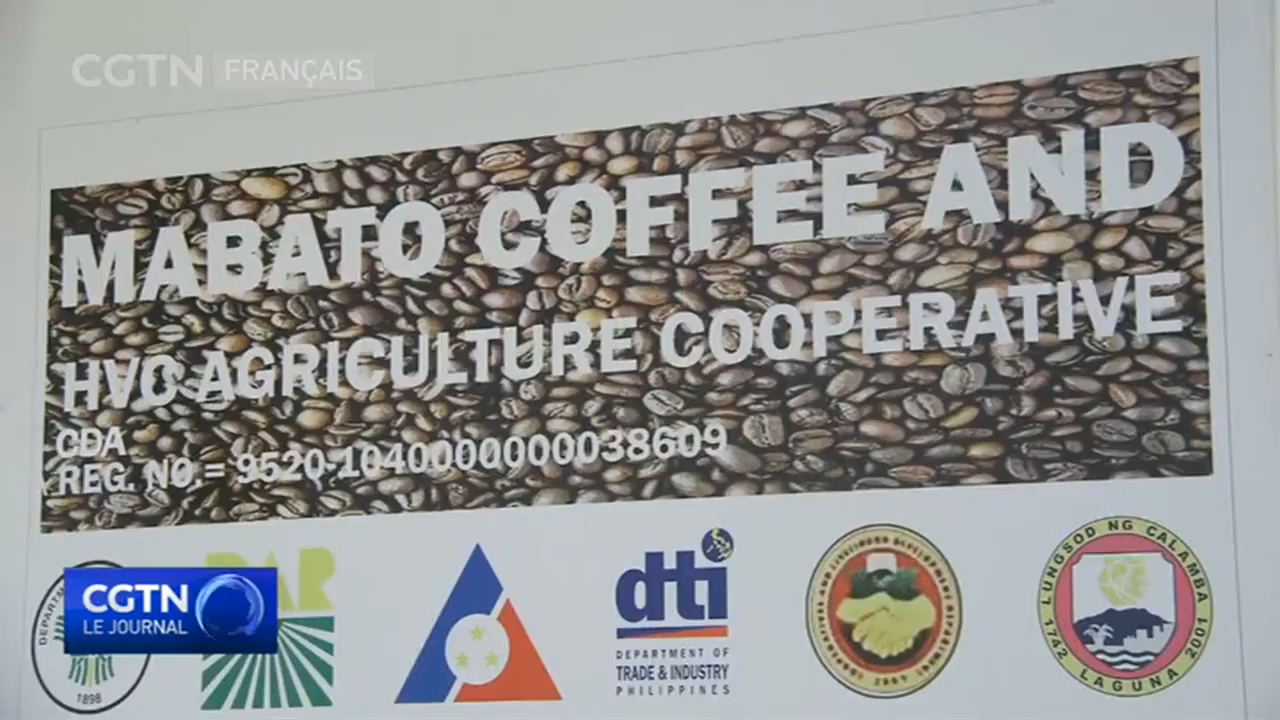 CGTN FRANÇAIS
MABATO COFFEE AND
HVC AGRICULTURE COOPERATIVE
CDA
REG. NO.= 9520-1040000000038609
1898
DAR
dti
DEPARTMENT OF
TRADE & INDUSTRY
PHILIPPINES
LUNGSOD NG CALAMBA
1742 LAGUNA 2001
CGTN
LE JOURNAL